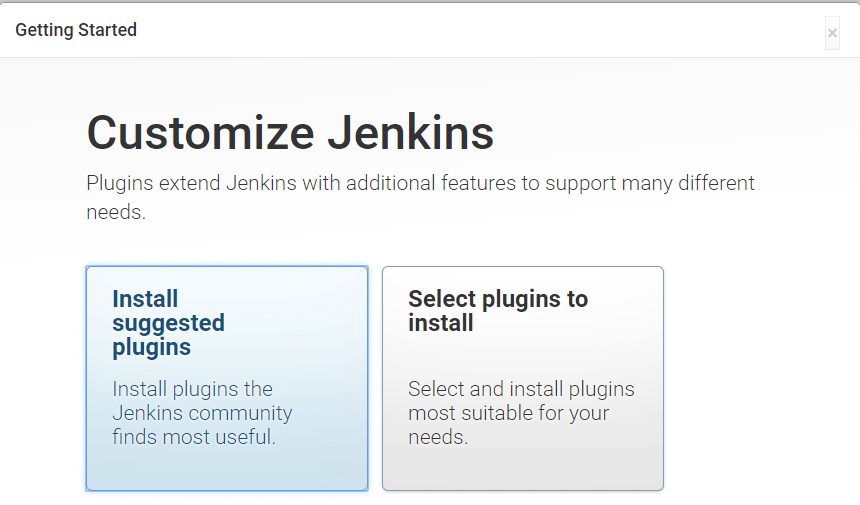 Getting Started
×
Customize Jenkins
Plugins extend Jenkins with additional features to support many different
needs.
Install
suggested
plugins
Install plugins the
Jenkins community
finds most useful.
Select plugins to
install
Select and install plugins
most suitable for your
needs.